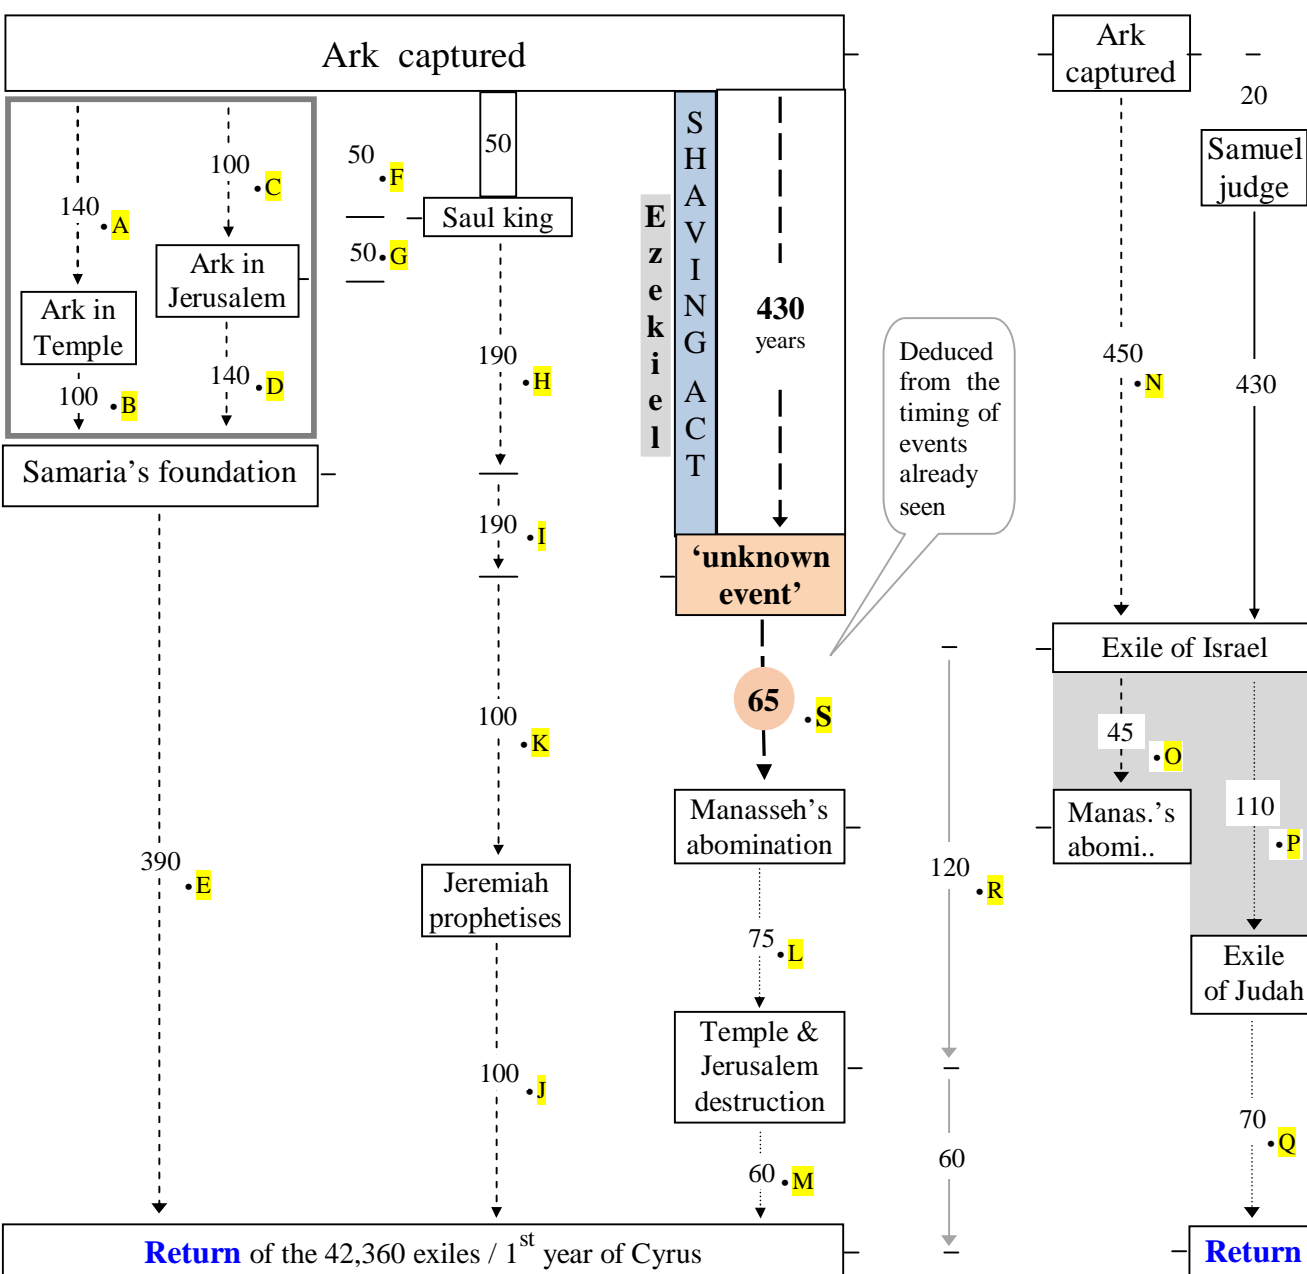 Ark captured
Ark
captured
20
Samuel
judge
50
50
•F
100
•C
140
•A
Saul king
50•G
Ark in
Jerusalem
Ark in
Temple
140
•D
100
•B
190
•H
Ezekiel
SHAVING ACT
430
years
Deduced
from the
timing of
events
already
seen
450
•N
430
Samaria’s foundation
190
•I
‘unknown
event’
Exile of Israel
65
•S
100
•K
45
•O
Manasseh’s
abomination
Manas.’s
abomi..
110
•P
390
•E
Jeremiah
prophetises
120
•R
75
•L
Exile
of Judah
Temple &
Jerusalem
destruction
100
•J
70
•Q
60
•M
60
Return of the 42,360 exiles / 1st year of Cyrus
Return